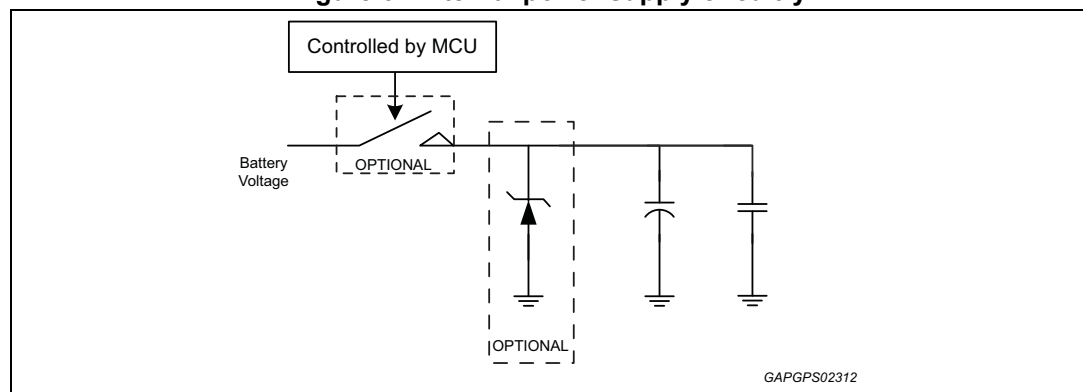 Controlled by MCU
OPTIONAL
Battery
Voltage
OPTIONAL
GAPGPS02312